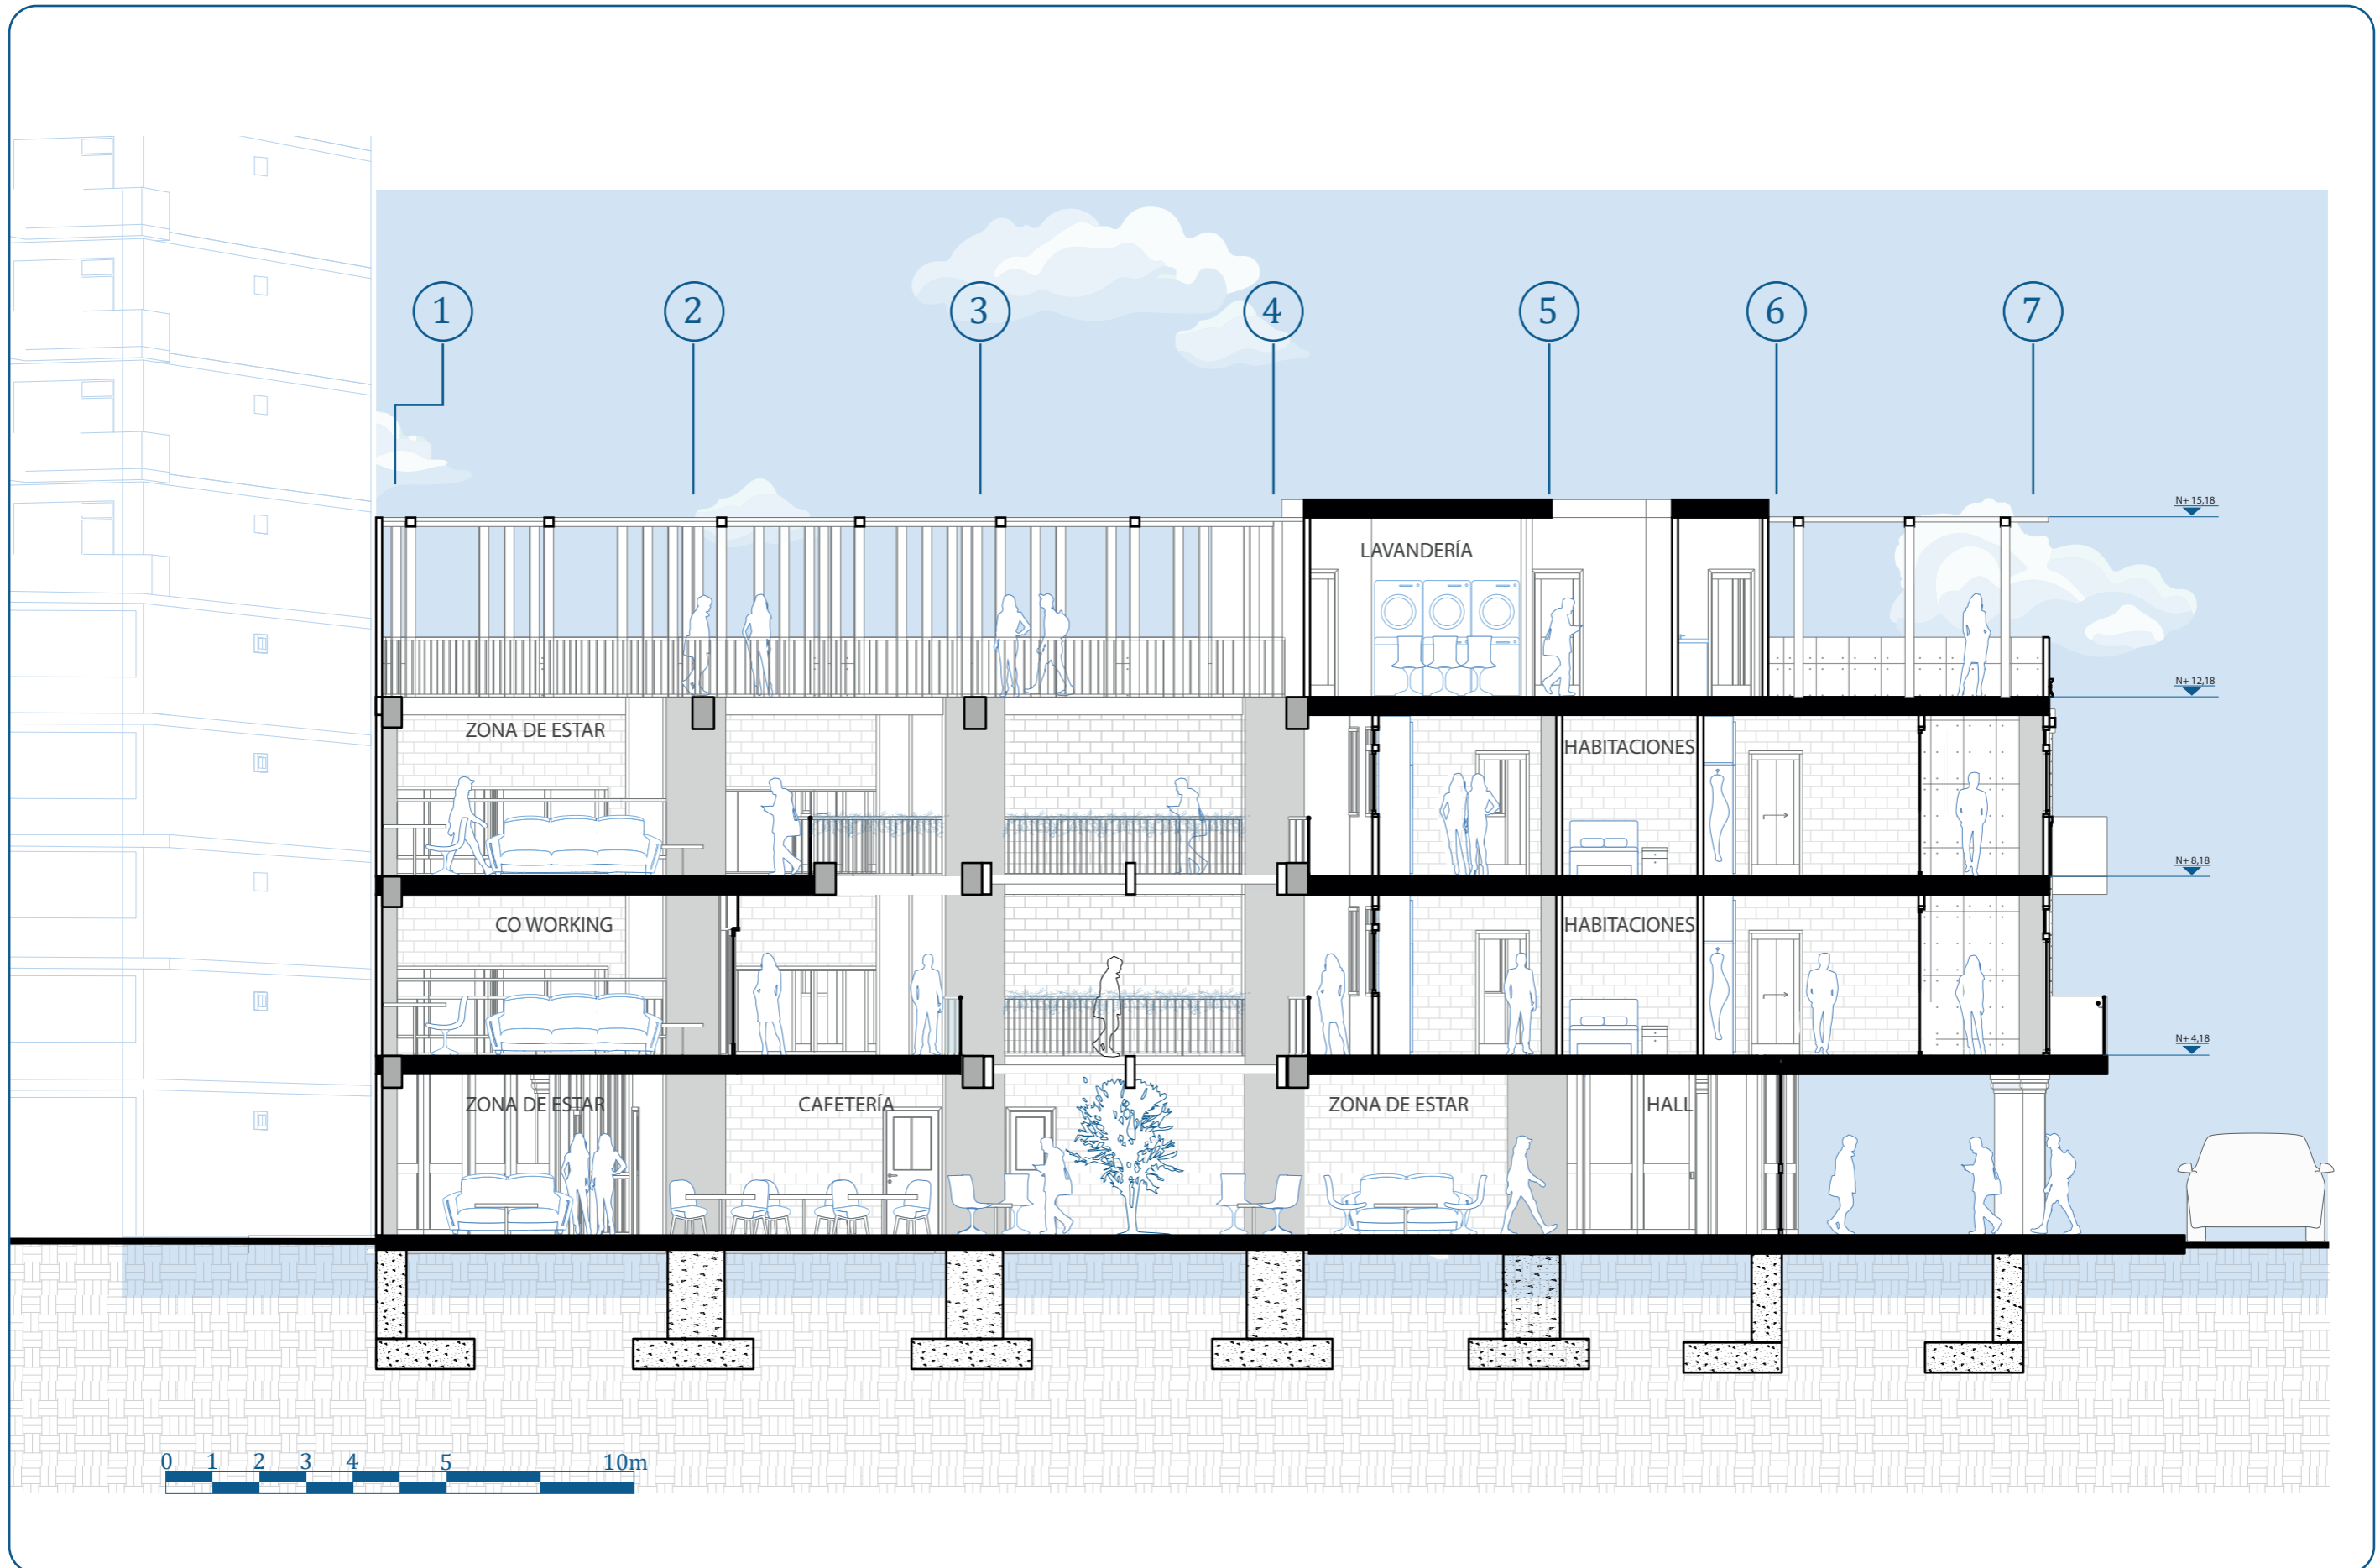 1 2 3 4 5 6 7
N+ 15,18
LAVANDERÍA
N+ 12,18
ZONA DE ESTAR
HABITACIONES
N+ 8,18
CO WORKING
HABITACIONES
N+ 4,18
ZONA DE ESTAR
CAFETERÍA
ZONA DE ESTAR
HALL
0 1 2 3 4 5 10m